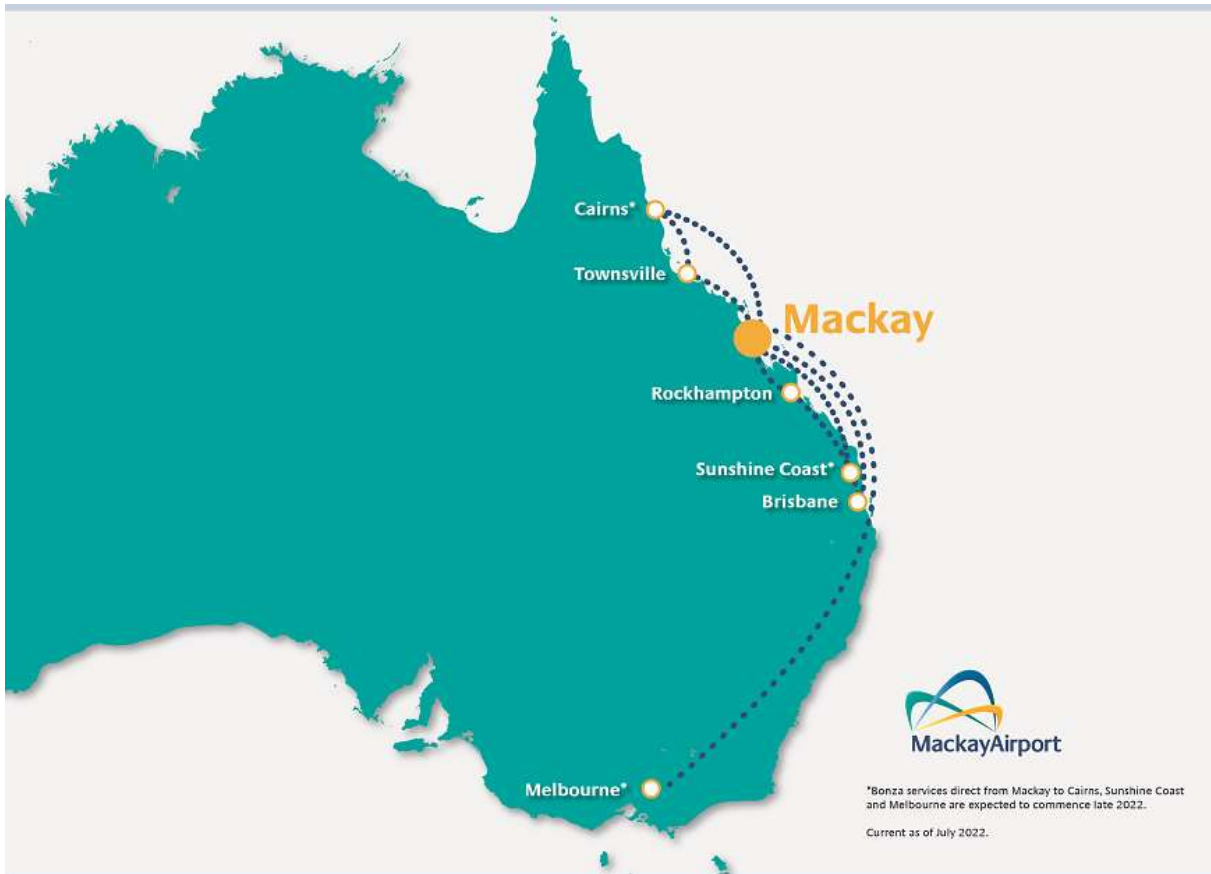 Cairns*
Townsville
Mackay
Rockhampton
Sunshine Coast*
Brisbane
MackayAirport
Melbourne*
*Bonza services direct from Mackay to Cairns, Sunshine Coast
and Melbourne are expected to commence late 2022.
Current as of July 2022.